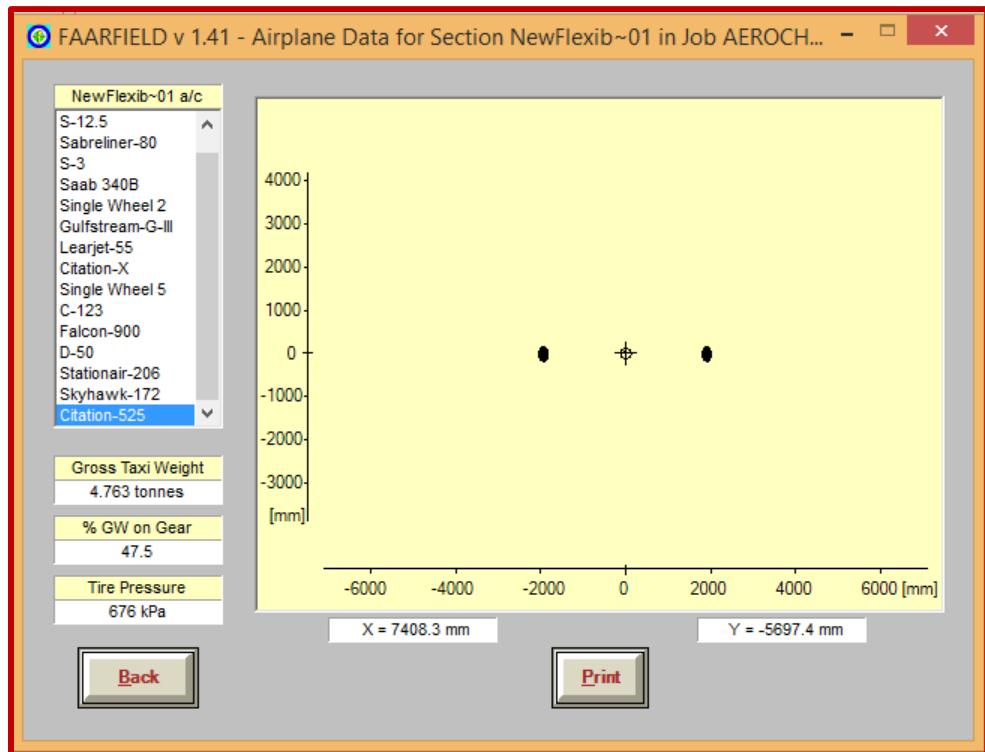 FAARFIELD v 1.41 - Airplane Data for Section NewFlexib~01 in Job AEROCH...
NewFlexib~01 a/c
S-12.5
Sabreliner-80
S-3
Saab 340B
Single Wheel 2
Gulfstream-G-III
Learjet-55
Citation-X
Single Wheel 5
C-123
Falcon-900
D-50
Stationair-206
Skyhawk-172
Citation-525
Gross Taxi Weight
4.763 tonnes
% GW on Gear
47.5
Tire Pressure
676 kPa
4000
3000
2000
1000
0
-1000
-2000
-3000
[mm]
-6000 -4000 -2000 0 2000 4000 6000 [mm]
X = 7408.3 mm Y = -5697.4 mm
Back Print